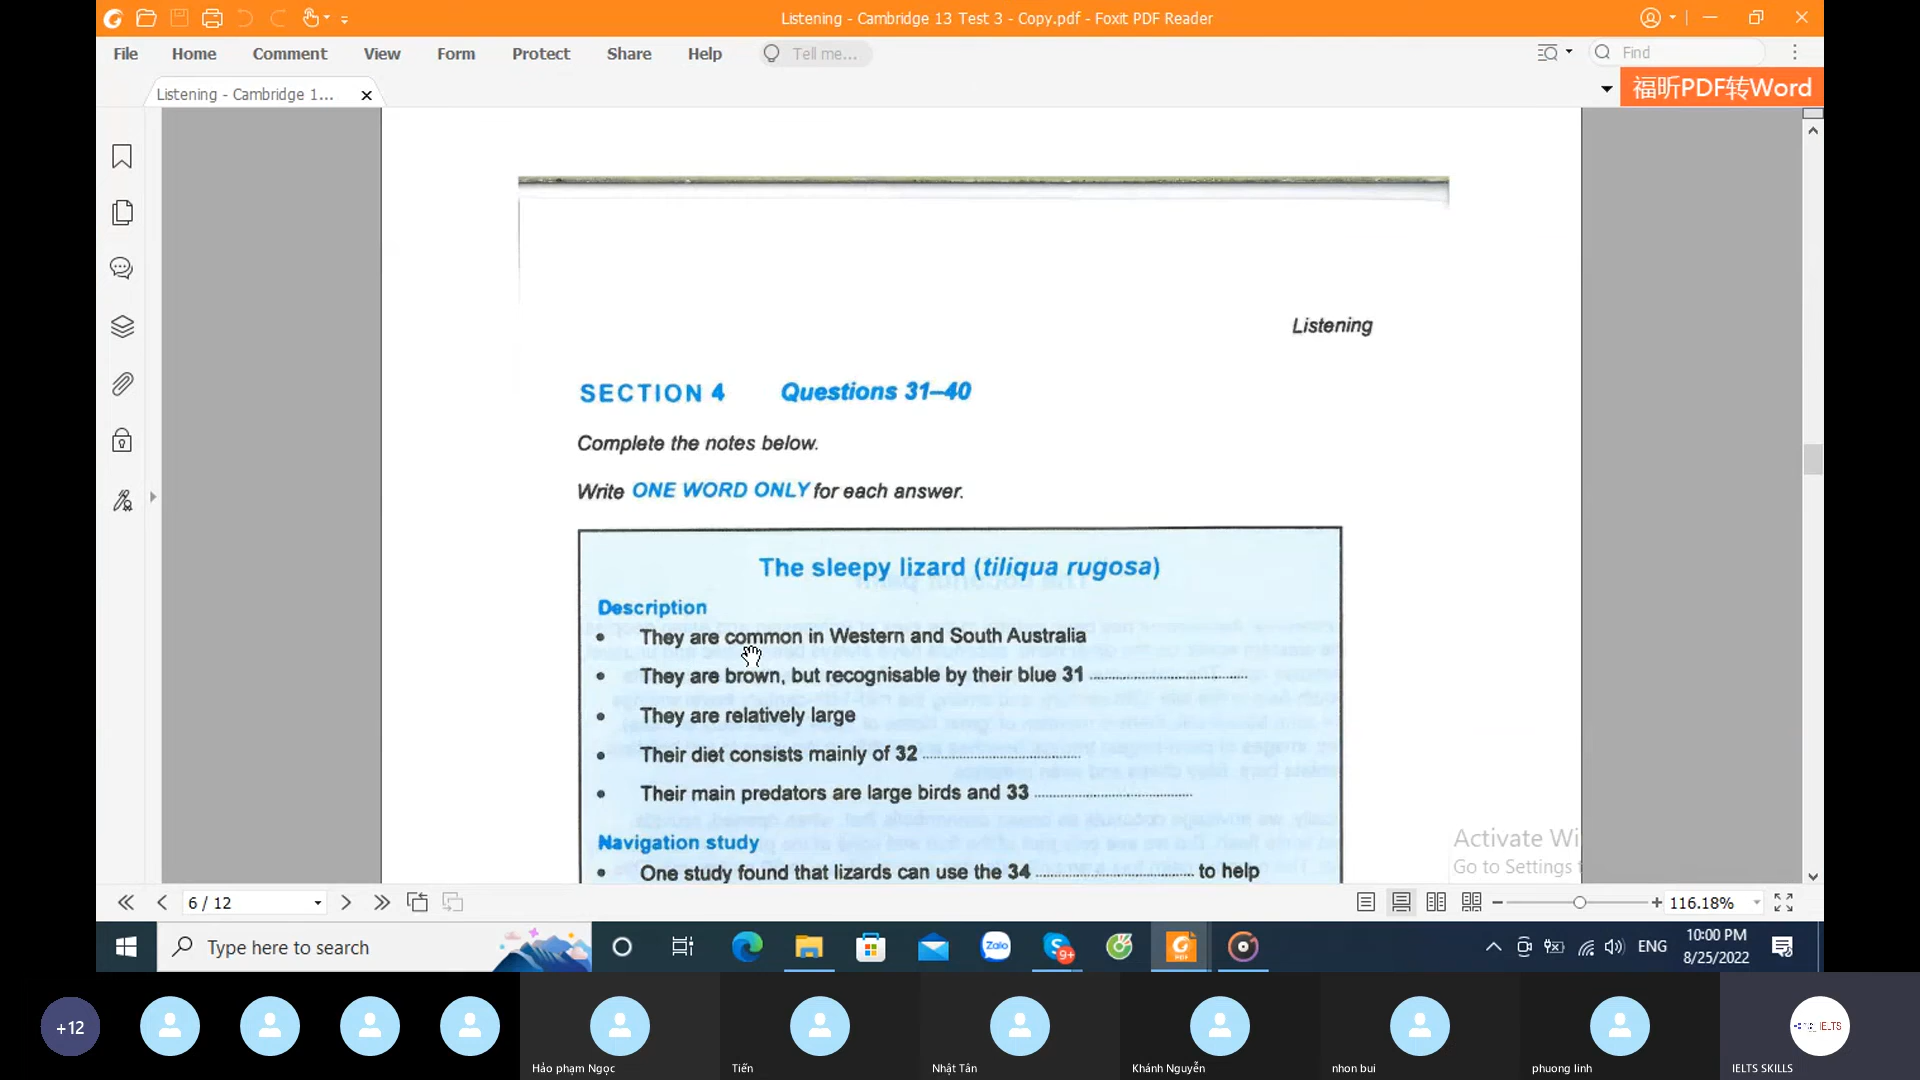 Listening - Cambridge 13 Test 3 - Copy.pdf - Foxit PDF Reader
File Home Comment View Form Protect Share Help Tell me... Find
Listening - Cambridge 1...
福昕PDF转Word
Listening
SECTION 4 Questions 31–40
Complete the notes below.
Write ONE WORD ONLY for each answer.
The sleepy lizard (tiliqua rugosa)
Description
• They are common in Western and South Australia
• They are brown, but recognisable by their blue 31 ..............................
• They are relatively large
• Their diet consists mainly of 32 ..............................
• Their main predators are large birds and 33 ..............................
Navigation study
• One study found that lizards can use the 34 .............................. to help
Activate Wi
Go to Settings
6 / 12
116.18%
Type here to search
Zalo
9+
PDF
ENG
10:00 PM
8/25/2022
+12
Hảo phạm Ngọc
Tiến
Nhật Tân
Khánh Nguyễn
nhon bui
phuong linh
IELTS
IELTS SKILLS